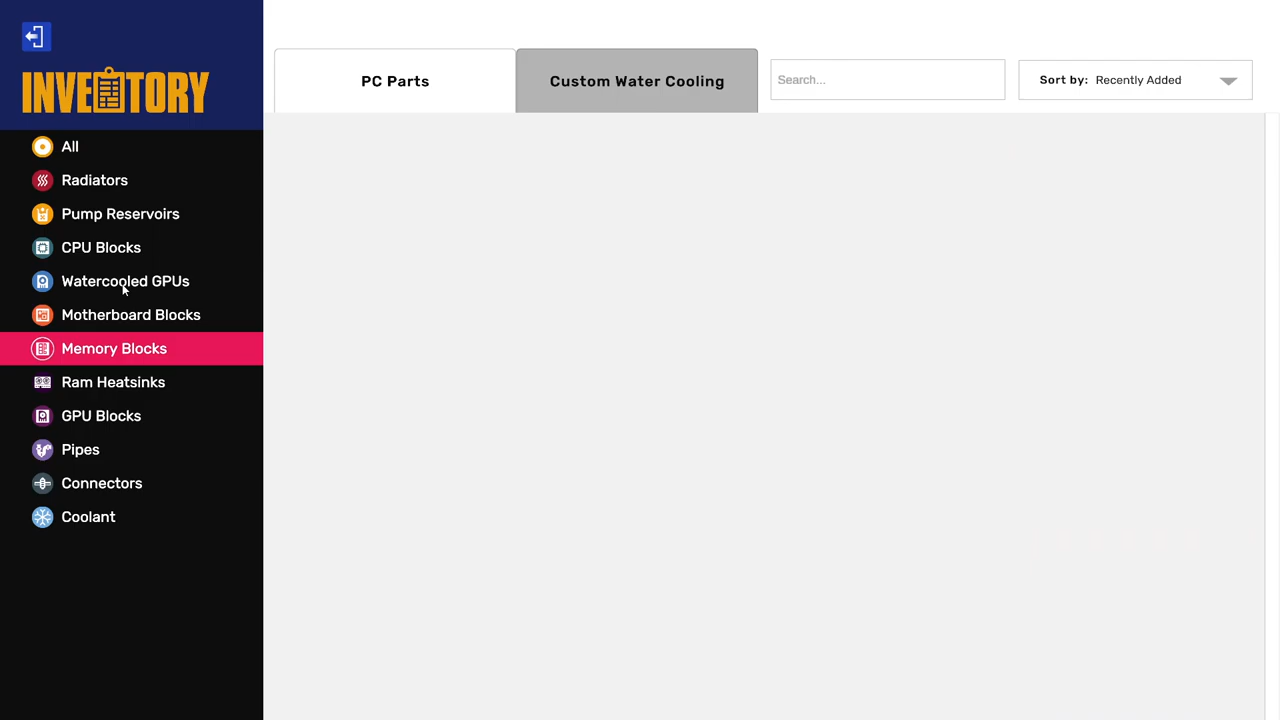 INVENTORY
PC Parts
Custom Water Cooling
Search...
Sort by: Recently Added
All
Radiators
Pump Reservoirs
CPU Blocks
Watercooled GPUs
Motherboard Blocks
Memory Blocks
Ram Heatsinks
GPU Blocks
Pipes
Connectors
Coolant